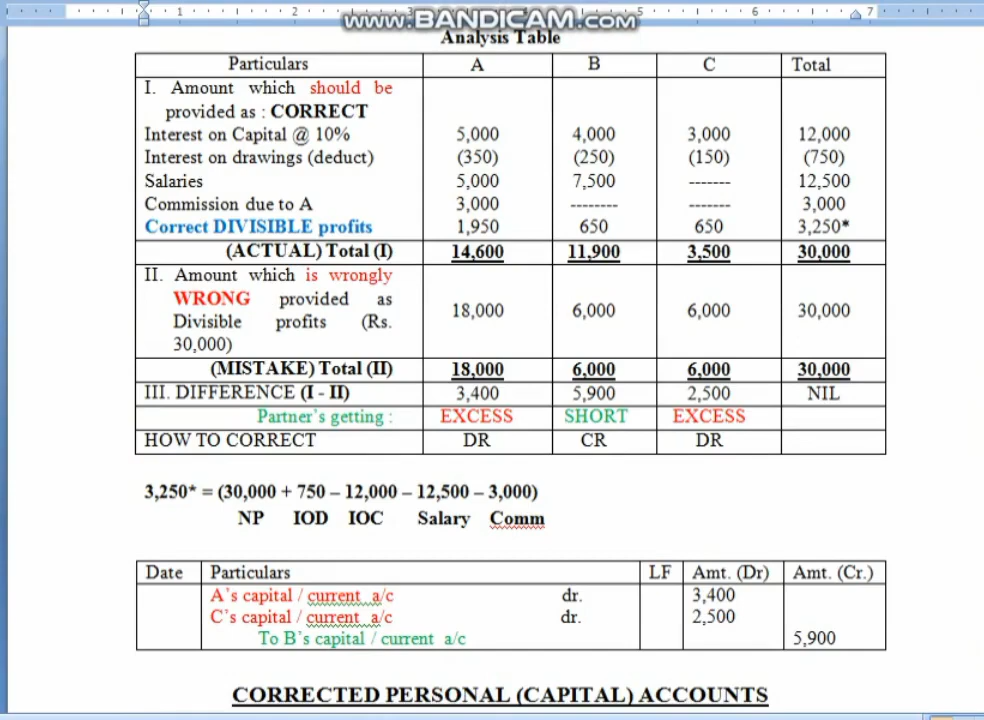 1 2 3 4 5 6 7
www.BANDICAM.com
Analysis Table
Particulars A B C Total
I. Amount which should be
provided as : CORRECT
Interest on Capital @ 10% 5,000 4,000 3,000 12,000
Interest on drawings (deduct) (350) (250) (150) (750)
Salaries 5,000 7,500 ------- 12,500
Commission due to A 3,000 -------- ------- 3,000
Correct DIVISIBLE profits 1,950 650 650 3,250*
(ACTUAL) Total (I) 14,600 11,900 3,500 30,000
II. Amount which is wrongly
WRONG provided as
Divisible profits (Rs.
30,000)
18,000 6,000 6,000 30,000
(MISTAKE) Total (II) 18,000 6,000 6,000 30,000
III. DIFFERENCE (I - II) 3,400 5,900 2,500 NIL
Partner's getting : EXCESS SHORT EXCESS
HOW TO CORRECT DR CR DR
3,250* = (30,000 + 750 – 12,000 – 12,500 – 3,000)
NP IOD IOC Salary Comm
Date Particulars LF Amt. (Dr) Amt. (Cr.)
A's capital / current a/c dr. 3,400
C's capital / current a/c dr. 2,500
To B's capital / current a/c 5,900
CORRECTED PERSONAL (CAPITAL) ACCOUNTS